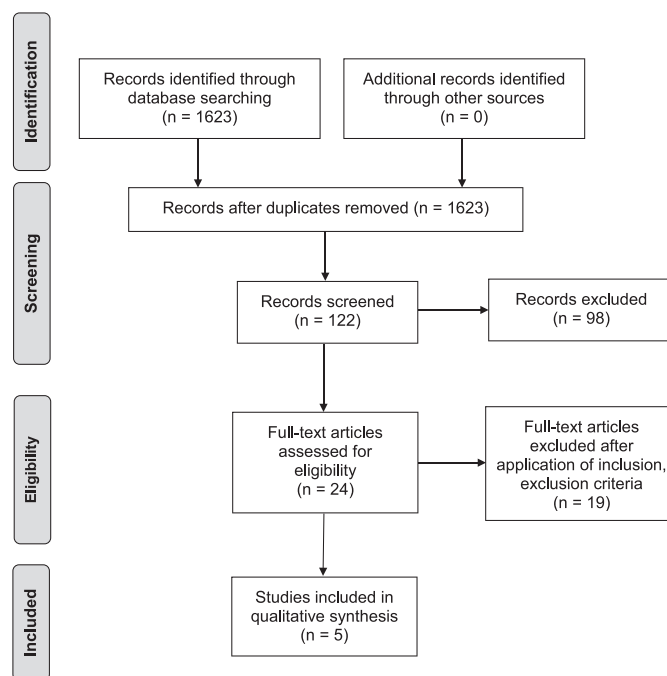 Identification
Records identified through
database searching
(n = 1623)
Additional records identified
through other sources
(n = 0)
Screening
Records after duplicates removed (n = 1623)
Records screened
(n = 122)
Records excluded
(n = 98)
Eligibility
Full-text articles
assessed for
eligibility
(n = 24)
Full-text articles
excluded after
application of inclusion,
exclusion criteria
(n = 19)
Included
Studies included in
qualitative synthesis
(n = 5)